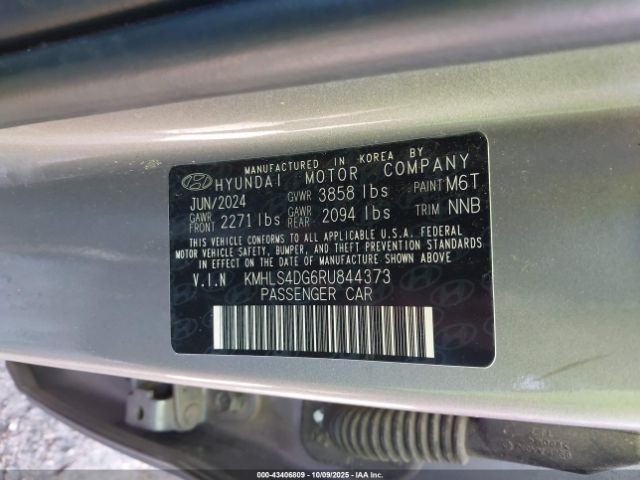 MANUFACTURED IN KOREA BY
HYUNDAI MOTOR COMPANY
JUN/2024 GVWR 3858 lbs PAINT M6T
GAWR FRONT 2271 lbs GAWR REAR 2094 lbs TRIM NNB
THIS VEHICLE CONFORMS TO ALL APPLICABLE U.S.A. FEDERAL
MOTOR VEHICLE SAFETY, BUMPER, AND THEFT PREVENTION STANDARDS
IN EFFECT ON THE DATE OF MANUFACTURE SHOWN ABOVE
V.I.N KMHLS4DG6RU844373
PASSENGER CAR
000-43406809 | 10/09/2025 | IAA Inc.